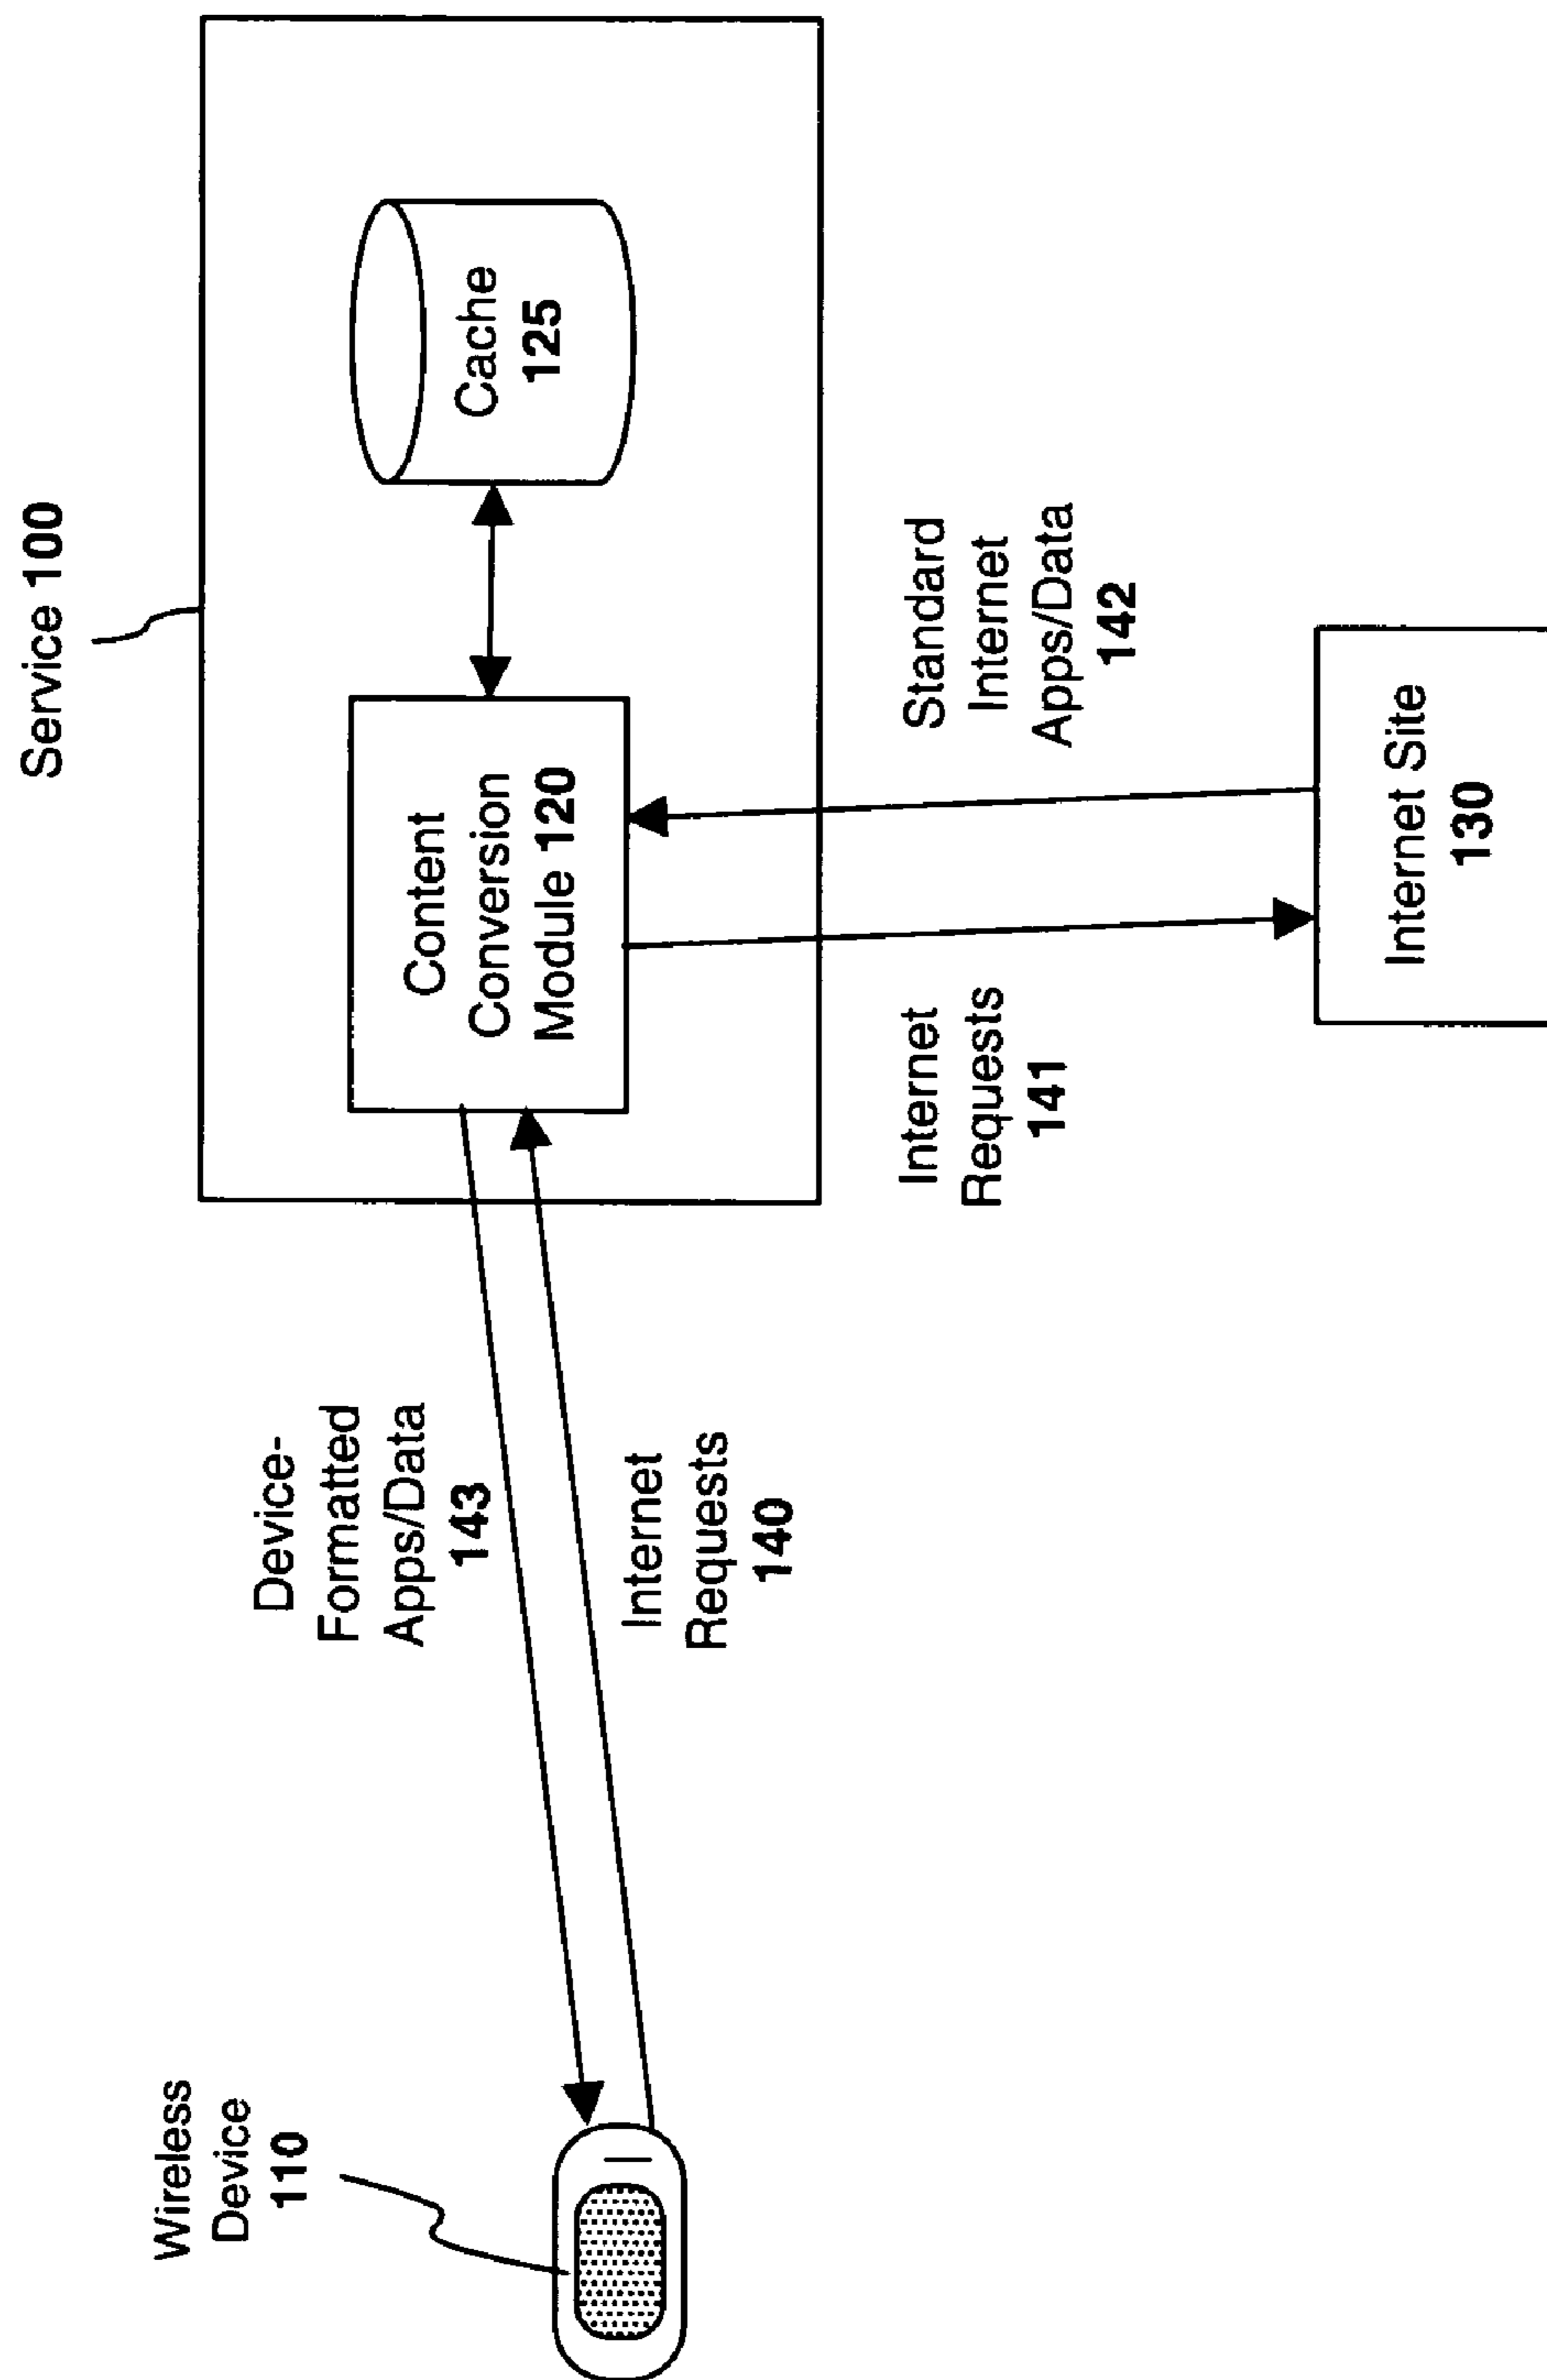 Service 100
Wireless
Device
110
Device-
Formatted
Apps/Data
143
Internet
Requests
140
Content
Conversion
Module 120
Cache
125
Internet
Requests
141
Standard
Internet
Apps/Data
142
Internet Site
130